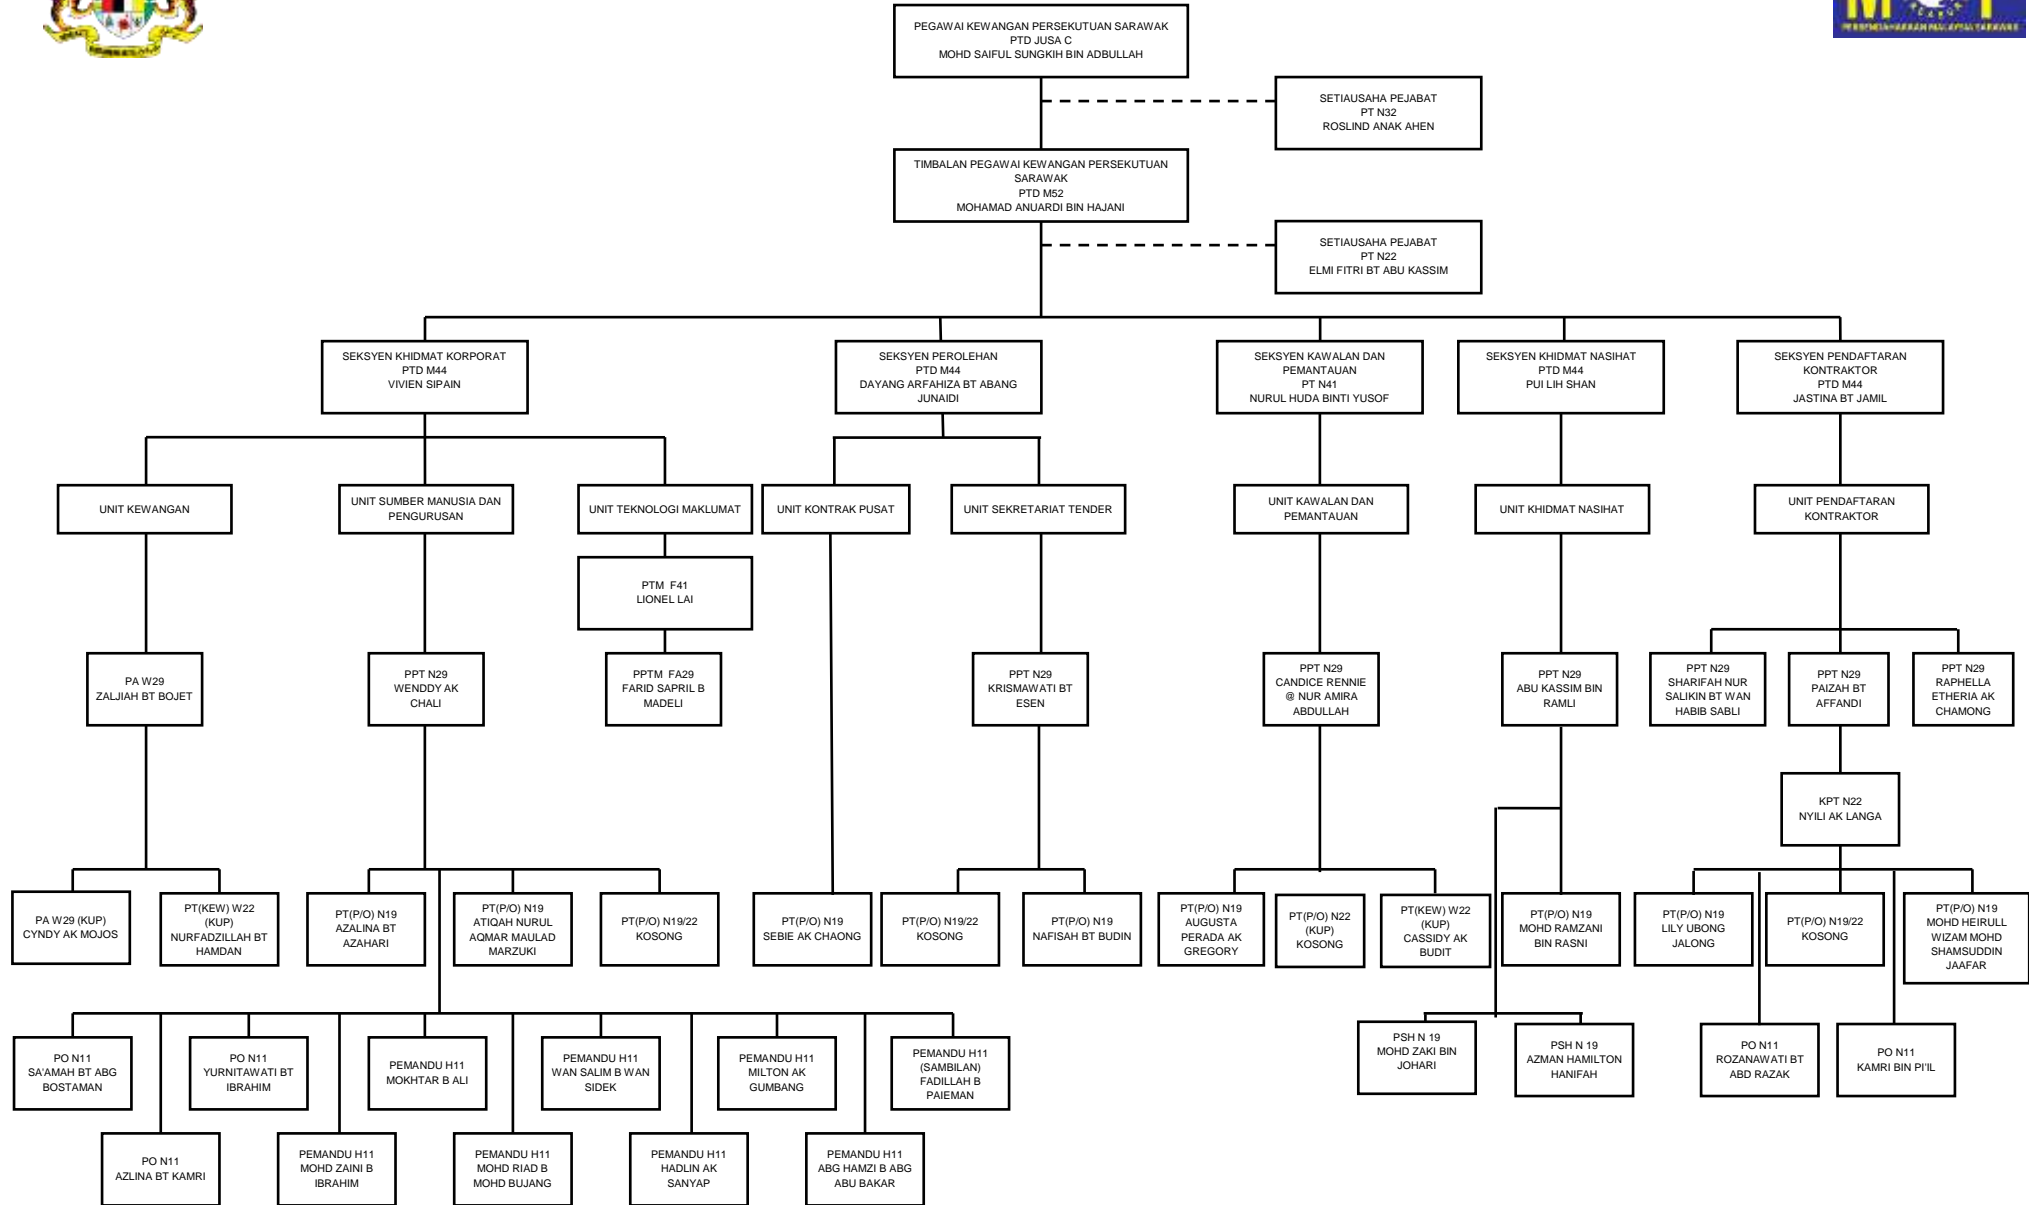 PEGAWAI KEWANGAN PERSEKUTUAN SARAWAK
PTD JUSA C
MOHD SAIFUL SUNGKIH BIN ADBULLAH
SETIAUSAHA PEJABAT
PT N32
ROSLIND ANAK AHEN
TIMBALAN PEGAWAI KEWANGAN PERSEKUTUAN
SARAWAK
PTD M52
MOHAMAD ANUARDI BIN HAJANI
SETIAUSAHA PEJABAT
PT N22
ELMI FITRI BT ABU KASSIM
SEKSYEN KHIDMAT KORPORAT
PTD M44
VIVIEN SIPAIN
SEKSYEN PEROLEHAN
PTD M44
DAYANG ARFAHIZA BT ABANG
JUNAIDI
SEKSYEN KAWALAN DAN
PEMANTAUAN
PT N41
NURUL HUDA BINTI YUSOF
SEKSYEN KHIDMAT NASIHAT
PTD M44
PUI LIH SHAN
SEKSYEN PENDAFTARAN
KONTRAKTOR
PTD M44
JASTINA BT JAMIL
UNIT KEWANGAN
UNIT SUMBER MANUSIA DAN
PENGURUSAN
UNIT TEKNOLOGI MAKLUMAT
UNIT KONTRAK PUSAT
UNIT SEKRETARIAT TENDER
UNIT KAWALAN DAN
PEMANTAUAN
UNIT KHIDMAT NASIHAT
UNIT PENDAFTARAN
KONTRAKTOR
PTM F41
LIONEL LAI
PA W29
ZALJIAH BT BOJET
PPT N29
WENDDY AK
CHALI
PPTM FA29
FARID SAPRIL B
MADELI
PPT N29
KRISMAWATI BT
ESEN
PPT N29
CANDICE RENNIE
@ NUR AMIRA
ABDULLAH
PPT N29
ABU KASSIM BIN
RAMLI
PPT N29
SHARIFAH NUR
SALIKIN BT WAN
HABIB SABLI
PPT N29
PAIZAH BT
AFFANDI
PPT N29
RAPHELLA
ETHERIA AK
CHAMONG
KPT N22
NYILI AK LANGA
PA W29 (KUP)
CYNDY AK MOJOS
PT(KEW) W22
(KUP)
NURFADZILLAH BT
HAMDAN
PT(P/O) N19
AZALINA BT
AZAHARI
PT(P/O) N19
ATIQAH NURUL
AQMAR MAULAD
MARZUKI
PT(P/O) N19/22
KOSONG
PT(P/O) N19
SEBIE AK CHAONG
PT(P/O) N19/22
KOSONG
PT(P/O) N19
NAFISAH BT BUDIN
PT(P/O) N19
AUGUSTA
PERADA AK
GREGORY
PT(P/O) N22
(KUP)
KOSONG
PT(KEW) W22
(KUP)
CASSIDY AK
BUDIT
PT(P/O) N19
MOHD RAMZANI
BIN RASNI
PT(P/O) N19
LILY UBONG
JALONG
PT(P/O) N19/22
KOSONG
PT(P/O) N19
MOHD HEIRULL
WIZAM MOHD
SHAMSUDDIN
JAAFAR
PO N11
SA'AMAH BT ABG
BOSTAMAN
PO N11
YURNITAWATI BT
IBRAHIM
PEMANDU H11
MOKHTAR B ALI
PEMANDU H11
WAN SALIM B WAN
SIDEK
PEMANDU H11
MILTON AK
GUMBANG
PEMANDU H11
(SAMBILAN)
FADILLAH B
PAIEMAN
PSH N 19
MOHD ZAKI BIN
JOHARI
PSH N 19
AZMAN HAMILTON
HANIFAH
PO N11
ROZANAWATI BT
ABD RAZAK
PO N11
KAMRI BIN PI'IL
PO N11
AZLINA BT KAMRI
PEMANDU H11
MOHD ZAINI B
IBRAHIM
PEMANDU H11
MOHD RIAD B
MOHD BUJANG
PEMANDU H11
HADLIN AK
SANYAP
PEMANDU H11
ABG HAMZI B ABG
ABU BAKAR